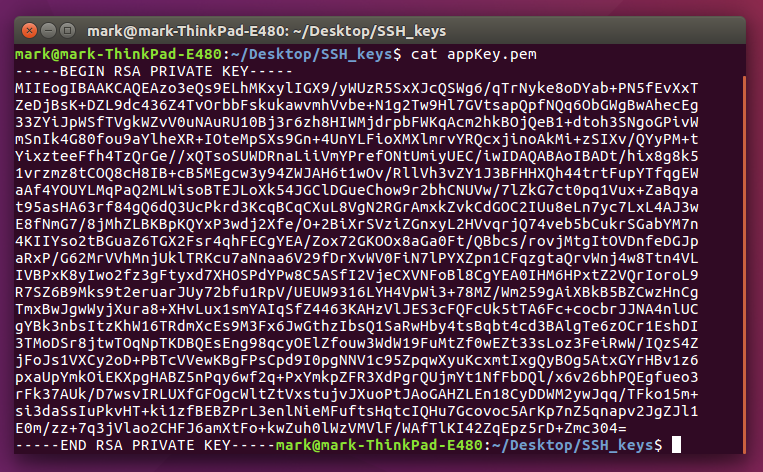 mark@mark-ThinkPad-E480: ~/Desktop/SSH_keys
mark@mark-ThinkPad-E480:~/Desktop/SSH_keys$ cat appKey.pem
-----BEGIN RSA PRIVATE KEY-----
MIIEogIBAAKCAQEAzo3eQs9ELhMKxylIGX9/yWUzR5SxXJcQSWg6/qTrNyke8oDYab+PN5fEvXxT
ZeDjBsK+DZL9dc436Z4TvOrbbFskukawvmhVvbe+N1g2Tw9Hl7GVtsapQpfNQq6ObGWgBwAhecEg
33ZYiJpWSfTVgkWZvV0uNAuRU10Bj3r6zh8HIWMjdrpbFWKqAcm2hkBOjQeB1+dtoh3SNgoGPivW
mSnIk4G80fou9aYlheXR+IOteMpSXs9Gn+4UnYLFioXMXlmrvYRQcxjinoAkMi+zSIXv/QYyPM+t
YixzteeFfh4TzQrGe//xQTsoSUWDRnaLiiVmYPrefONtUmiyUEC/iwIDAQABAoIBADt/hix8g8k5
1vrzmz8tCOQ8cH8IB+cB5MEgcw3y94ZWJAH6t1wOv/RllVh3vZY1J3BFHHXQh44trtFupYTfqgEW
aAf4YOUYLMqPaQ2MLWisoBTEJLoXk54JGClDGueChow9r2bhCNUVw/7lZkG7ct0pq1Vux+ZaBqya
t95asHA63rf84gQ6dQ3UcPkrd3KcqBCqCXuL8VgN2RGrAmxkZvkCdGOC2IUu8eLn7yc7LxL4AJ3w
E8fNmG7/8jMhZLBKBpKQYxP3wdj2Xfe/O+2BiXrSVziZGnxyL2HVvqrjQ74veb5bCukrSGabYM7n
4KIIYso2tBGuaZ6TGX2Fsr4qhFECgYEA/Zox72GKOOx8aGa0Ft/QBbcs/rovjMtgItOVDnfeDGJp
aRxP/G62MrVVhMnjUklTRKcu7aNnaa6V29fDrXvWV0FiN7lPYXZpn1CFqzgtaQrvWnj4w8Ttn4VL
IVBPxK8yIwo2fz3gFtyxd7XHOSPdYPw8C5ASfI2VjeCXVNFoBl8CgYEA0IHM6HPxtZ2VQrIoroL9
R7SZ6B9Mks9t2eruarJUy72bfu1RpV/UEUW9316LYH4VpWi3+78MZ/Wm259gAiXBkB5BZCwzHnCg
TmxBwJgwWyjXura8+XHvLux1smYAIqSfZ4463KAHzVlJES3cFQFcUk5tTA6Fc+cocbrJJNA4nlUC
gYBk3nbsItzKhW16TRdmXcEs9M3Fx6JwGthzIbsQ1SaRwHby4tsBqbt4cd3BAlgTe6zOCr1EshDI
3TMoDSr8jtwTOqNpTKDBQEsEng98qcyOElZfouw3WdW19FuMtZf0wEZt33sLoz3FeiRwW/IQzS4Z
jFoJs1VXCy2oD+PBTcVVewKBgFPsCpd9I0pgNNV1c95ZpqwXyuKcxmtIxgQyBOg5AtxGYrHBv1z6
pxaUpYmkOiEKXpgHABZ5nPqy6wf2q+PxYmkpZFR3XdPgrQUjmYt1NfFbDQl/x6v26bhPQEgfueo3
rFk37AUk/D7wsvIRLUXfGFOgcWltZtVxstujvJXuoPtJAoGAHZLEn18CyDDWM2ywJqq/TFko15m+
si3daSsIuPkvHT+ki1zfBEBZPrL3enlNieMFuftsHqtcIQHu7Gcovoc5ArKp7nZ5qnapv2JgZJl1
E0m/zz+7q3jVlao2CHFJ6amXtFo+kwZuh0lWzVMVlF/WAfTlKI42ZqEpz5rD+Zmc304=
-----END RSA PRIVATE KEY-----mark@mark-ThinkPad-E480:~/Desktop/SSH_keys$